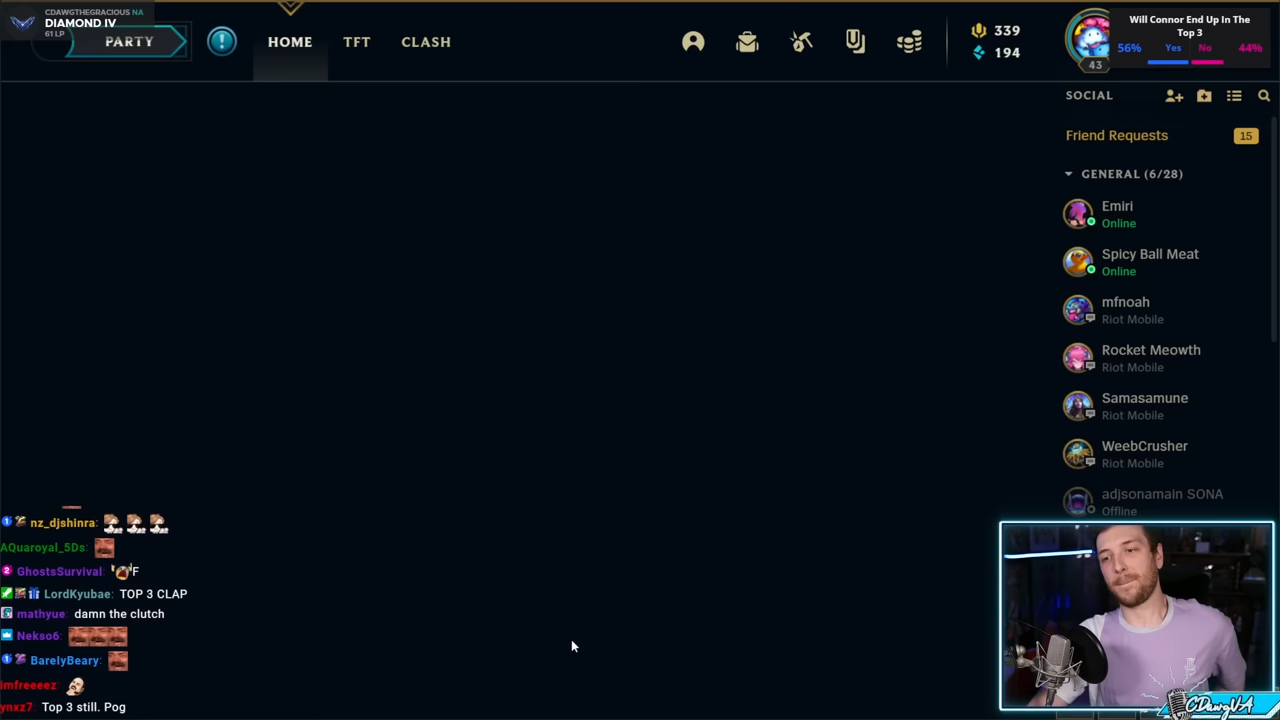 CDAWGTHEGRACIOUS NA
DIAMOND IV
61 LP
PARTY
HOME
TFT
CLASH
339
194
43
Will Connor End Up In The
Top 3
56% Yes No 44%
SOCIAL
Friend Requests 15
GENERAL (6/28)
Emiri
Online
Spicy Ball Meat
Online
mfnoah
Riot Mobile
Rocket Meowth
Riot Mobile
Samasamune
Riot Mobile
WeebCrusher
Riot Mobile
adjsonamain SONA
Offline
nz_djshinra:
AQuaroyal_5Ds:
GhostsSurvival: F
LordKyubae: TOP 3 CLAP
mathyue: damn the clutch
Nekso6:
BarelyBeary:
imfreeeez:
ynxz7: Top 3 still. Pog
CDawgVA